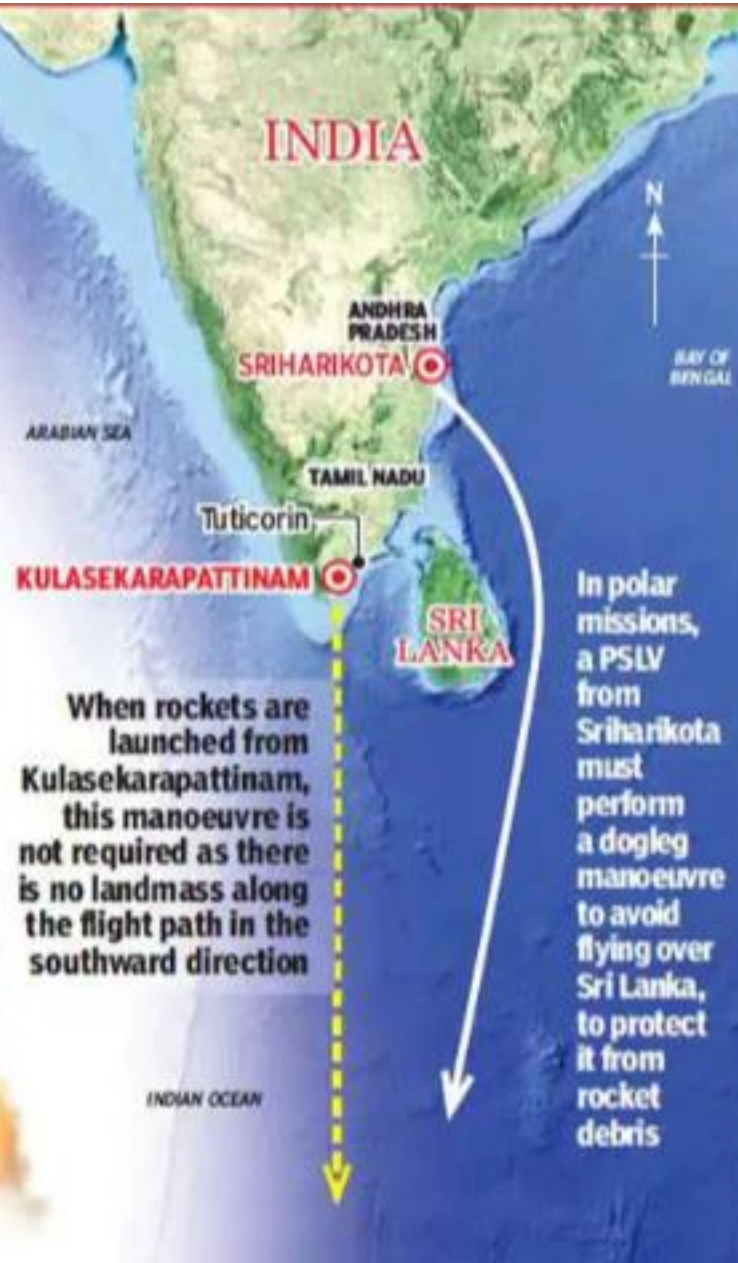 INDIA
N
ANDHRA
PRADESH
SRIHARIKOTA
BAY OF
BENGAL
ARABIAN SEA
TAMIL NADU
Tuticorin
KULASEKARAPATTINAM
SRI
LANKA
When rockets are
launched from
Kulasekarapattinam,
this manoeuvre is
not required as there
is no landmass along
the flight path in the
southward direction
In polar
missions,
a PSLV
from
Sriharikota
must
perform
a dogleg
manoeuvre
to avoid
flying over
Sri Lanka,
to protect
it from
rocket
debris
INDIAN OCEAN